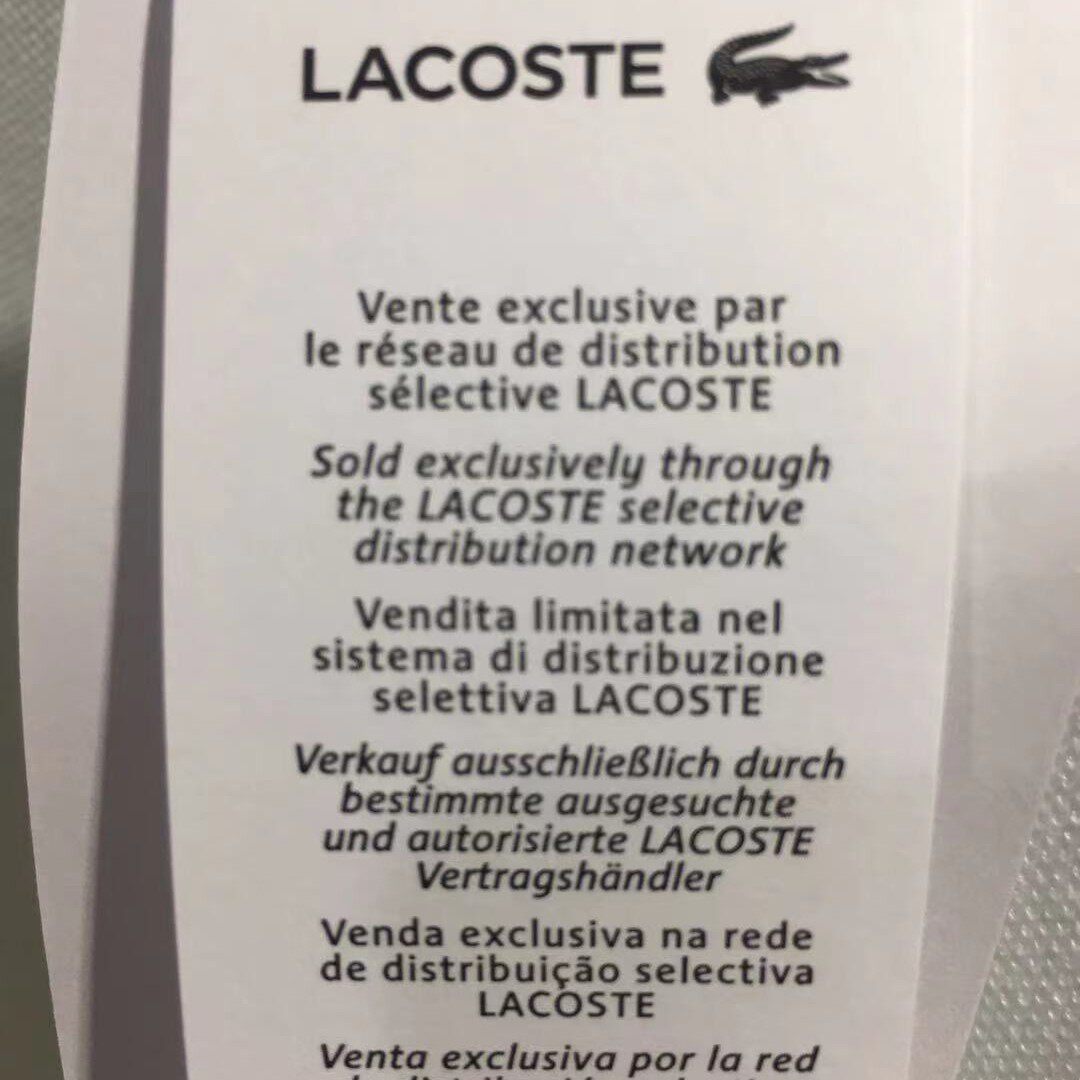 LACOSTE
Vente exclusive par
le réseau de distribution
sélective LACOSTE
Sold exclusively through
the LACOSTE selective
distribution network
Vendita limitata nel
sistema di distribuzione
selettiva LACOSTE
Verkauf ausschließlich durch
bestimmte ausgesuchte
und autorisierte LACOSTE
Vertragshändler
Venda exclusiva na rede
de distribuição selectiva
LACOSTE
Venta exclusiva por la red